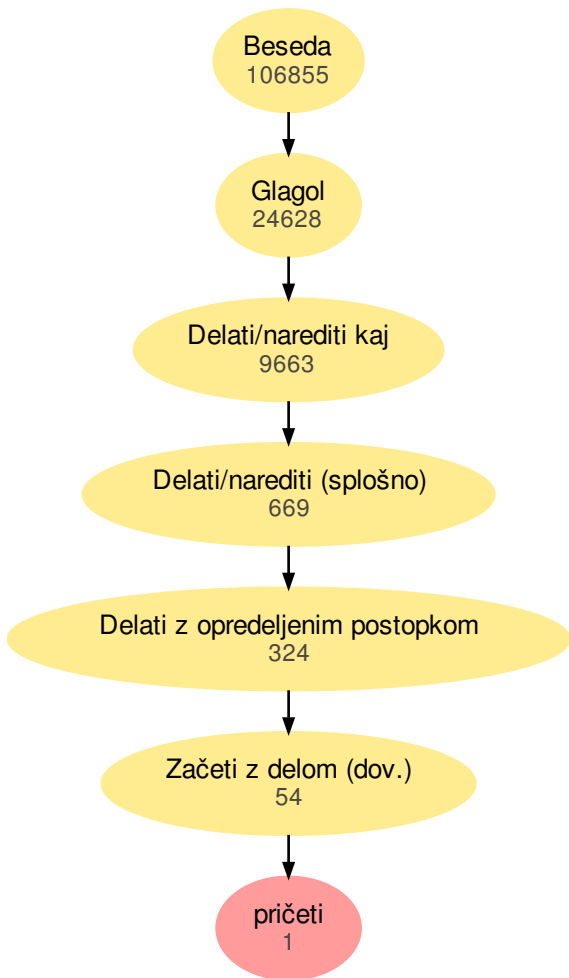 Beseda
106855
Glagol
24628
Delati/narediti kaj
9663
Delati/narediti (splošno)
669
Delati z opredeljenim postopkom
324
Začeti z delom (dov.)
54
pričeti
1